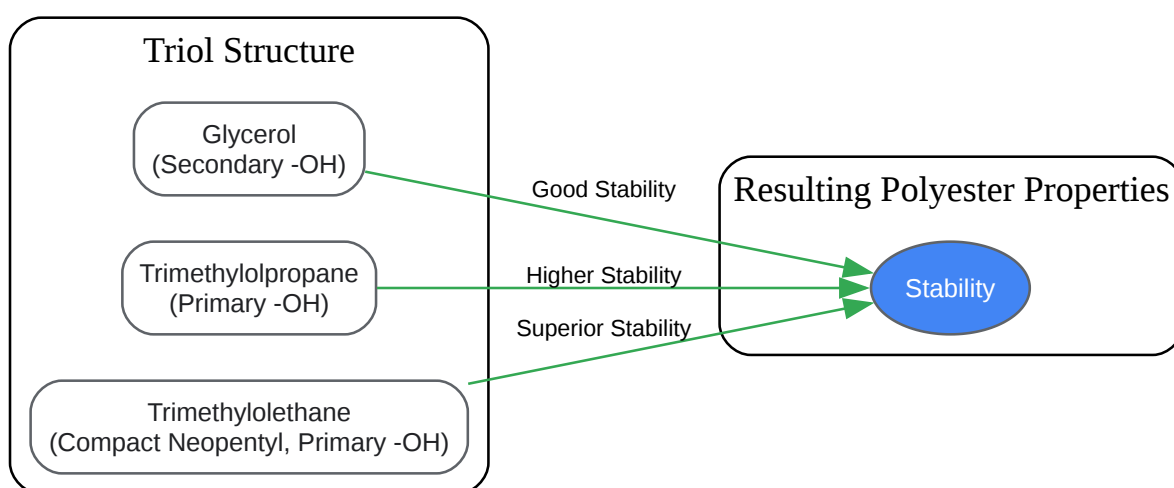 Triol Structure
Glycerol
(Secondary -OH)
Trimethylolpropane
(Primary -OH)
Trimethylolethane
(Compact Neopentyl, Primary -OH)
Good Stability
Higher Stability
Superior Stability
Resulting Polyester Properties
Stability